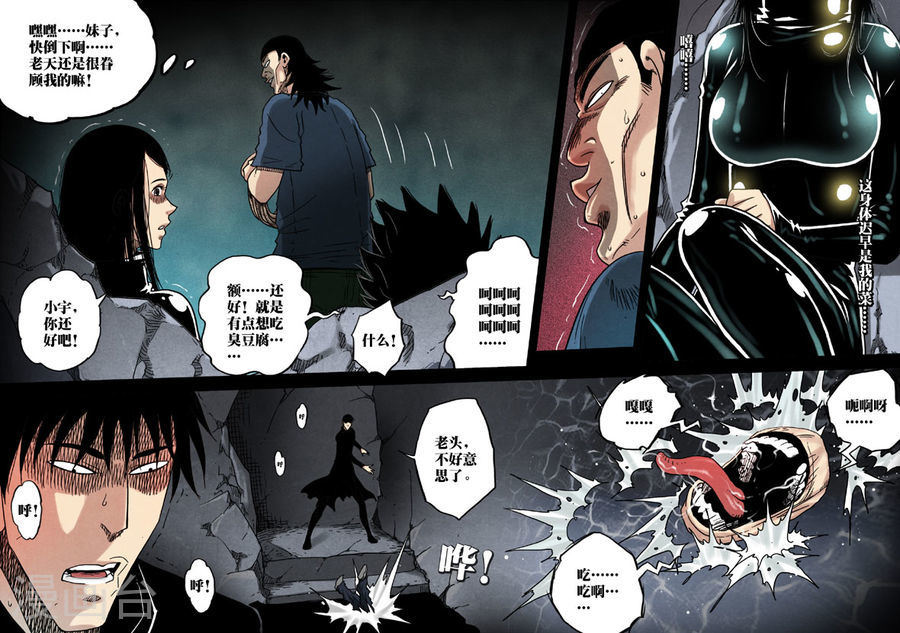 嘿嘿……妹子，
快倒下啊……
老天还是很眷
顾我的嘛！
嘻
嘻
……
这身体迟早是我的菜……
小宇，
你还
好吧！
额……还
好！就是
有点想吃
臭豆腐……
……
什么！
呵呵呵
呵呵呵
呵呵呵
……
呼！
呼！
呼
呼
老头，
不好意
思了。
哗！
嘎嘎
……
呃啊呀
……
吃……
吃啊
……
漫画台